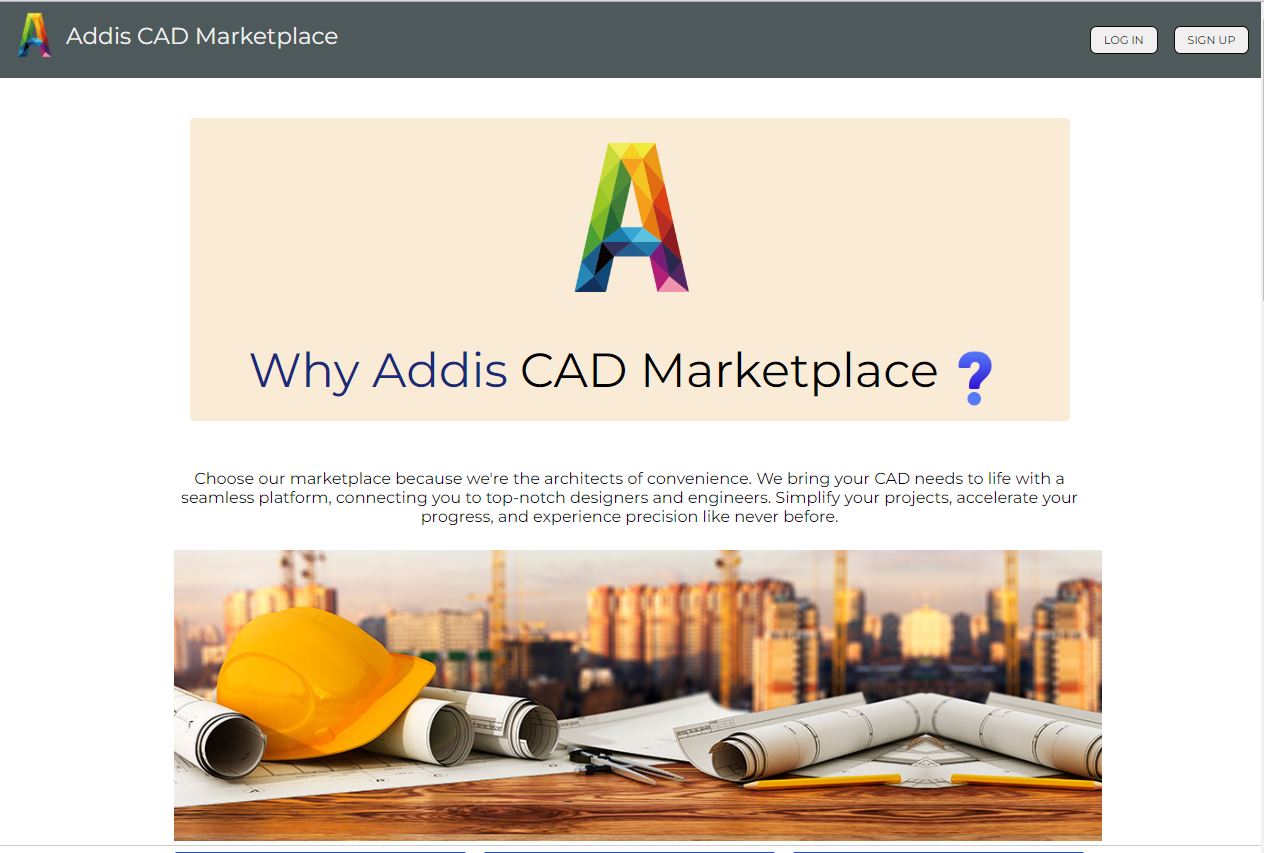 Addis CAD Marketplace
LOG IN
SIGN UP
Why Addis CAD Marketplace ?
Choose our marketplace because we're the architects of convenience. We bring your CAD needs to life with a
seamless platform, connecting you to top-notch designers and engineers. Simplify your projects, accelerate your
progress, and experience precision like never before.